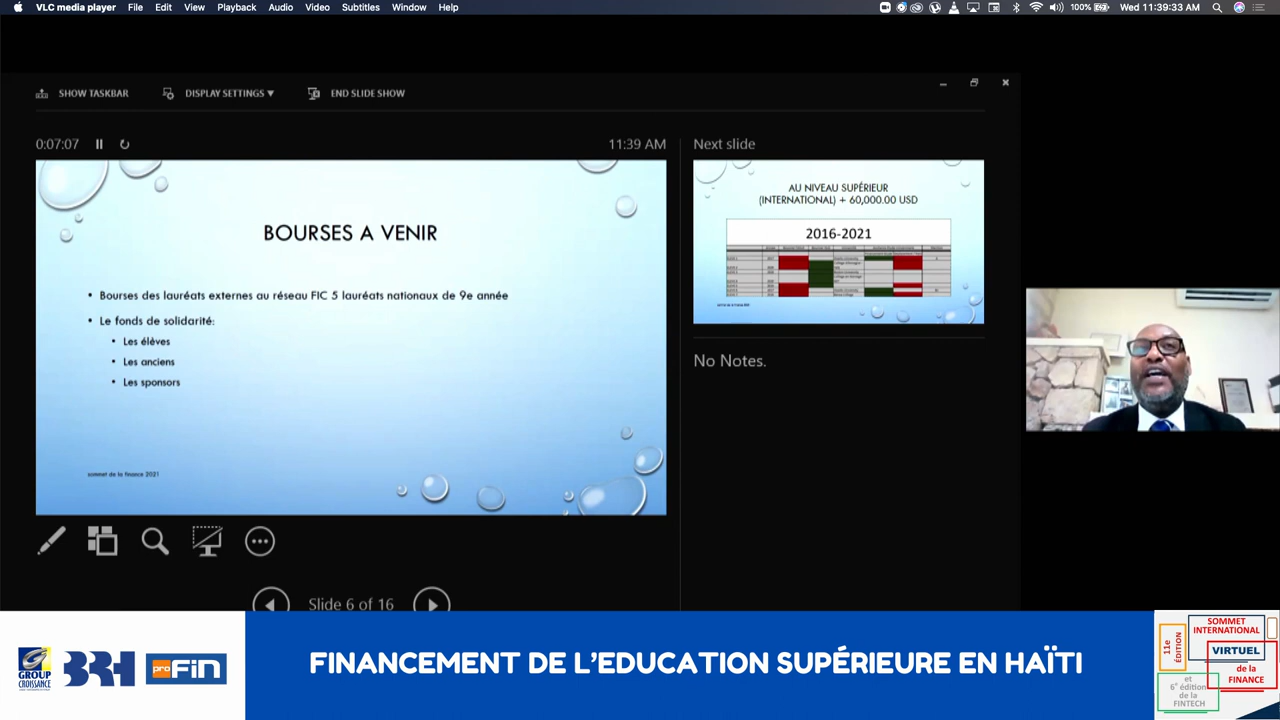 VLC media player File Edit View Playback Audio Video Subtitles Window Help
100% Wed 11:39:33 AM
SHOW TASKBAR DISPLAY SETTINGS ▼ END SLIDE SHOW
0:07:07
11:39 AM
BOURSES A VENIR
• Bourses des lauréats externes au réseau FIC 5 lauréats nationaux de 9e année
• Le fonds de solidarité:
• Les élèves
• Les anciens
• Les sponsors
sommet de la finance 2021
Slide 6 of 16
Next slide
AU NIVEAU SUPÉRIEUR
(INTERNATIONAL) + 60,000.00 USD
2016-2021
No Notes.
GROUP
CROISSANCE
BRH
proFin
FINANCEMENT DE L’EDUCATION SUPÉRIEURE EN HAÏTI
11e
ÉDITION
SOMMET
INTERNATIONAL
VIRTUEL
de la
FINANCE
et
6e édition
de la
FINTECH